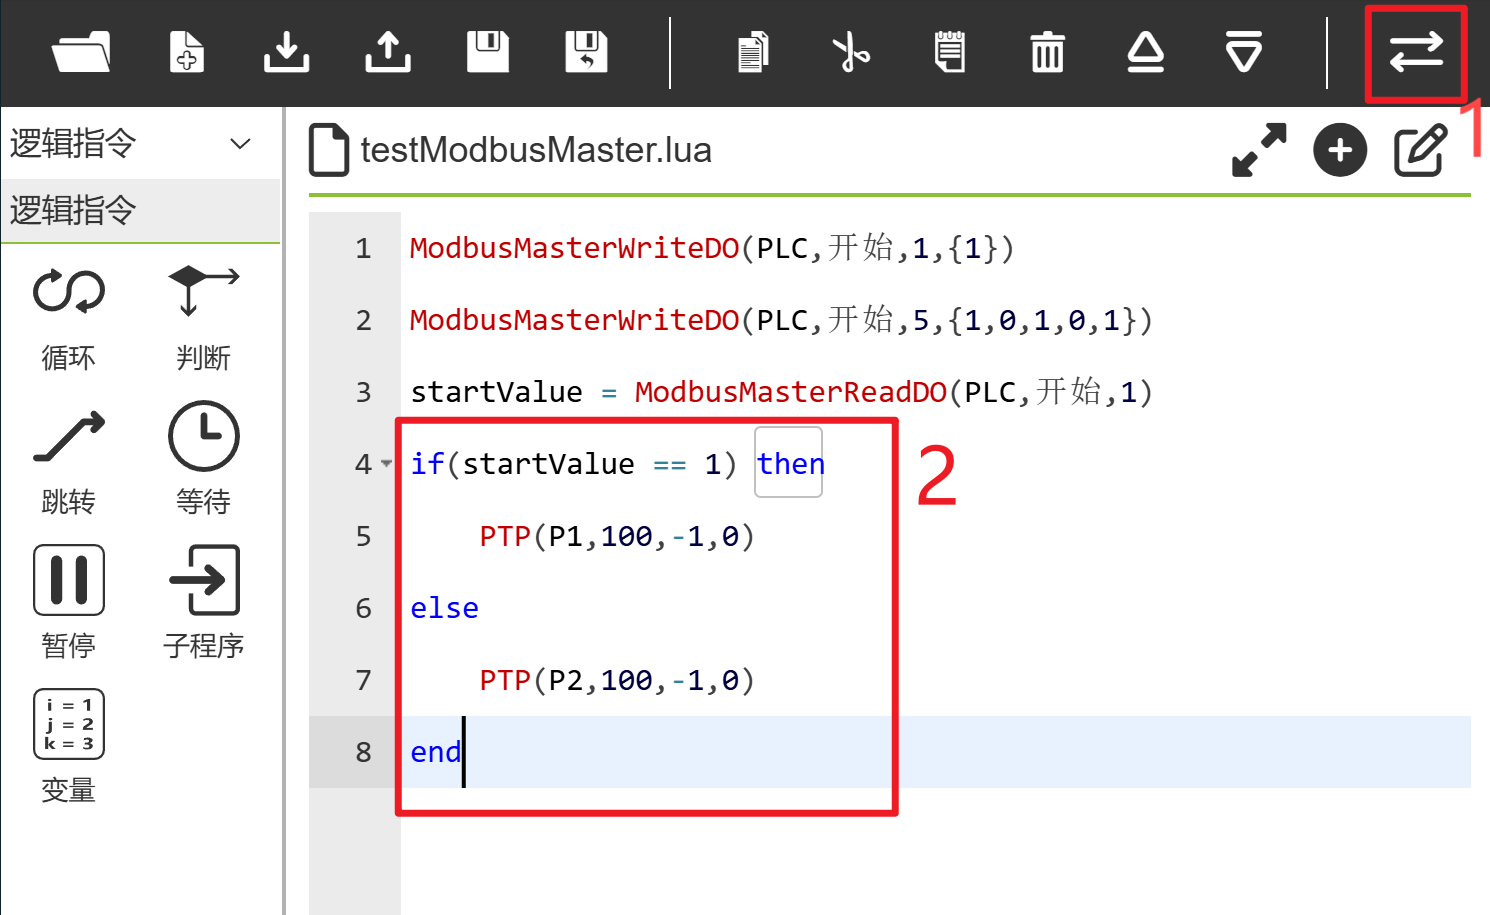 1
逻辑指令
逻辑指令
循环
判断
跳转
等待
暂停
子程序
i = 1
j = 2
k = 3
变量
testModbusMaster.lua
1 ModbusMasterWriteDO(PLC,开始,1,{1})
2 ModbusMasterWriteDO(PLC,开始,5,{1,0,1,0,1})
3 startValue = ModbusMasterReadDO(PLC,开始,1)
4 if(startValue == 1) then
5 PTP(P1,100,-1,0)
6 else
7 PTP(P2,100,-1,0)
8 end
2